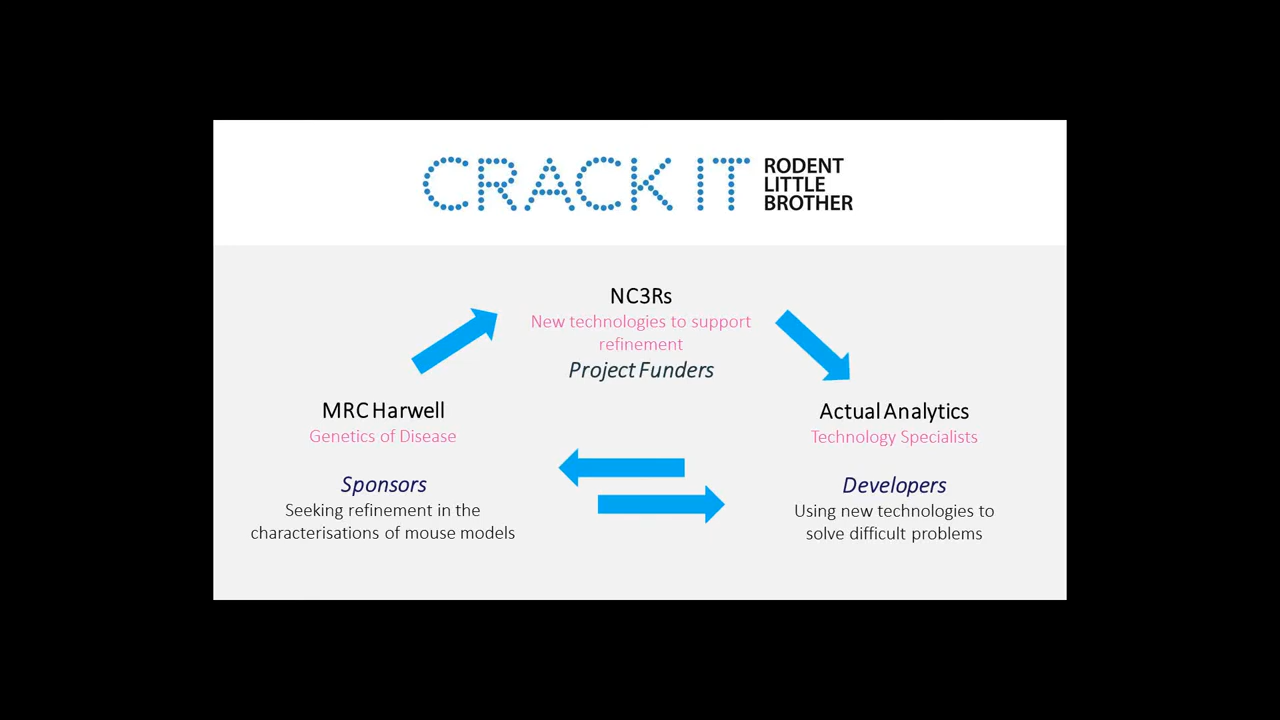 CRACK IT
RODENT
LITTLE
BROTHER
NC3Rs
New technologies to support
refinement
Project Funders
MRC Harwell
Genetics of Disease
Sponsors
Seeking refinement in the
characterisations of mouse models
Actual Analytics
Technology Specialists
Developers
Using new technologies to
solve difficult problems